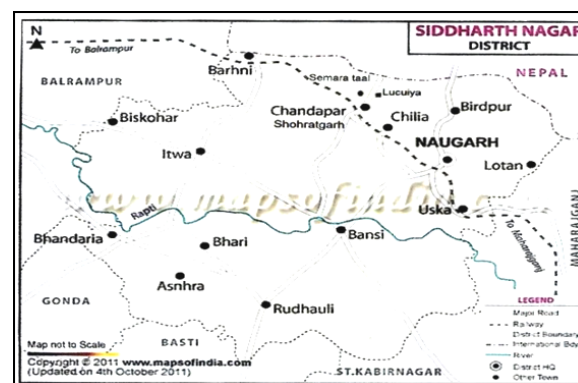 N
SIDDHARTH NAGAR
DISTRICT
To Balrampur
BALRAMPUR
Barhni
NEPAL
Semara taal
Lucuiya
Chandapar
Shohratgarh
Chilia
Birdpur
Biskohar
NAUGARH
Itwa
Lotan
www.mapsofindia.com
Rapti
Uska
MAHARAJGANJ
To Maharajganj
Bhandaria
Bhari
Bansi
Asnhra
GONDA
Rudhauli
BASTI
ST.KABIRNAGAR
LEGEND
Major Road
Railway
District Boundary
International Boy
River
District HQ
Other Town
Map not to Scale
Copyright © 2011 www.mapsofindia.com
(Updated on 4th October 2011)